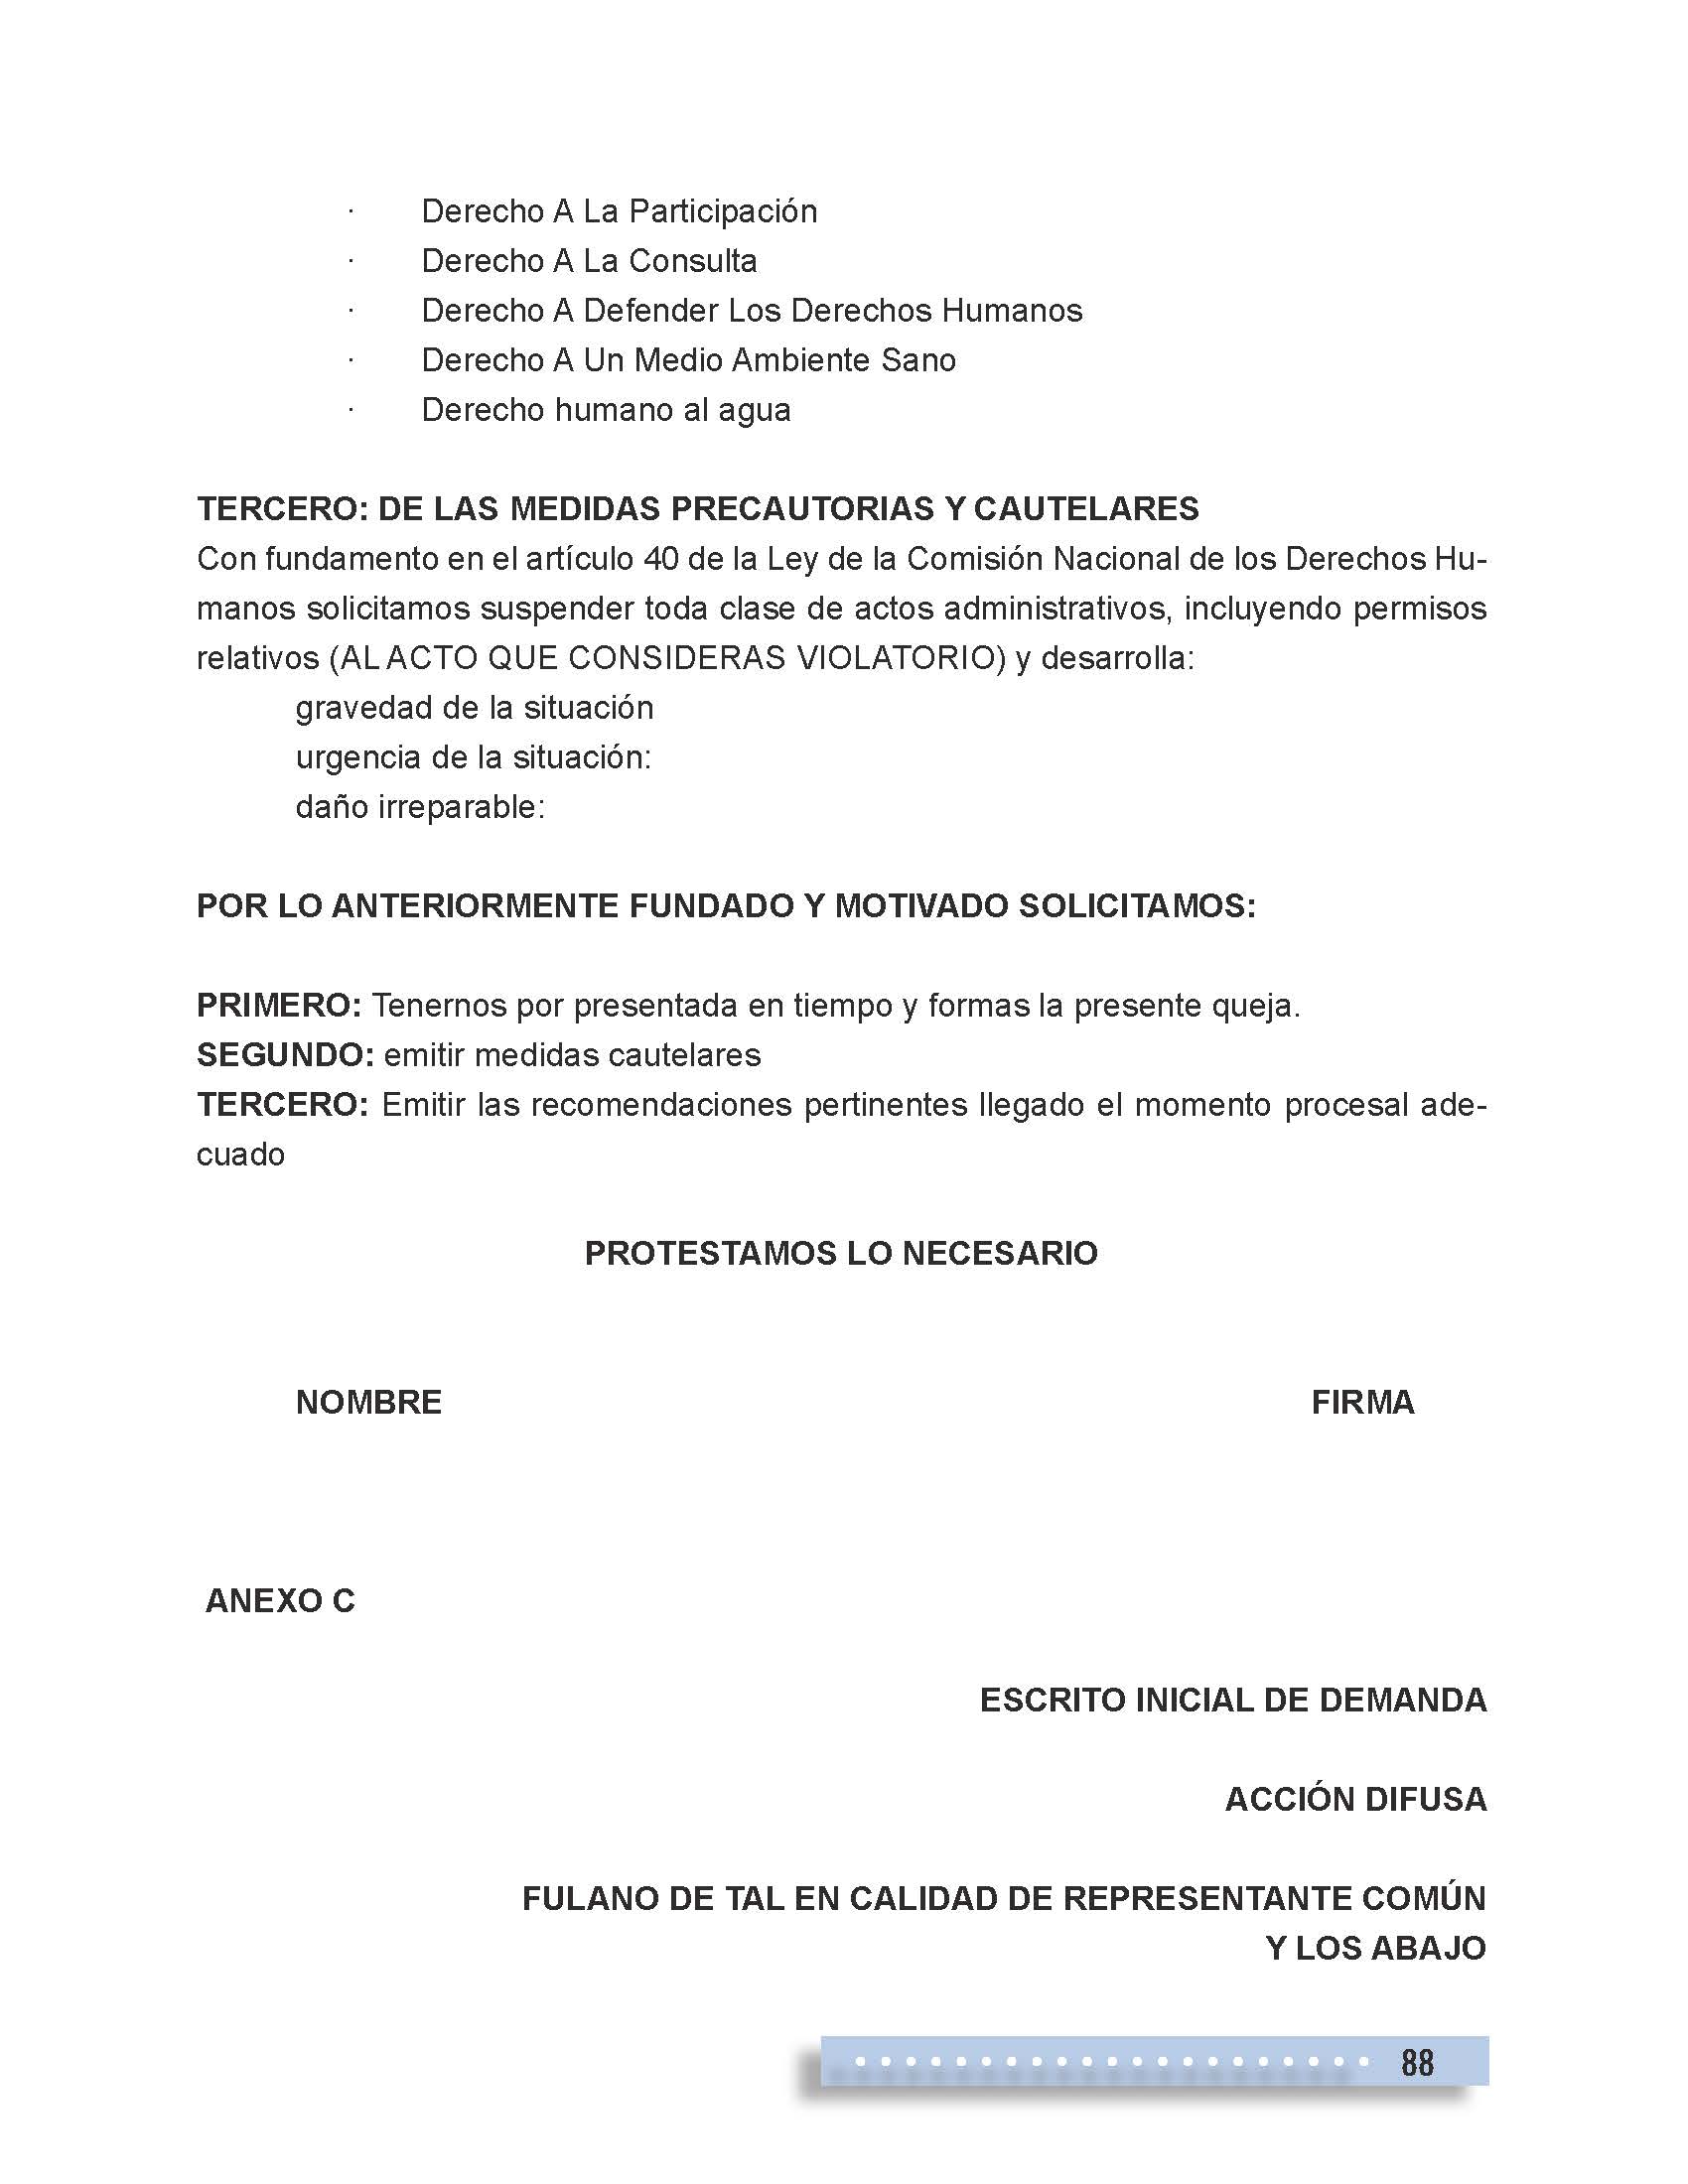 · Derecho A La Participación
· Derecho A La Consulta
· Derecho A Defender Los Derechos Humanos
· Derecho A Un Medio Ambiente Sano
· Derecho humano al agua
TERCERO: DE LAS MEDIDAS PRECAUTORIAS Y CAUTELARES
Con fundamento en el artículo 40 de la Ley de la Comisión Nacional de los Derechos Hu-
manos solicitamos suspender toda clase de actos administrativos, incluyendo permisos
relativos (AL ACTO QUE CONSIDERAS VIOLATORIO) y desarrolla:
gravedad de la situación
urgencia de la situación:
daño irreparable:
POR LO ANTERIORMENTE FUNDADO Y MOTIVADO SOLICITAMOS:
PRIMERO: Tenernos por presentada en tiempo y formas la presente queja.
SEGUNDO: emitir medidas cautelares
TERCERO: Emitir las recomendaciones pertinentes llegado el momento procesal ade-
cuado
PROTESTAMOS LO NECESARIO
NOMBRE FIRMA
ANEXO C
ESCRITO INICIAL DE DEMANDA
ACCIÓN DIFUSA
FULANO DE TAL EN CALIDAD DE REPRESENTANTE COMÚN
Y LOS ABAJO
88